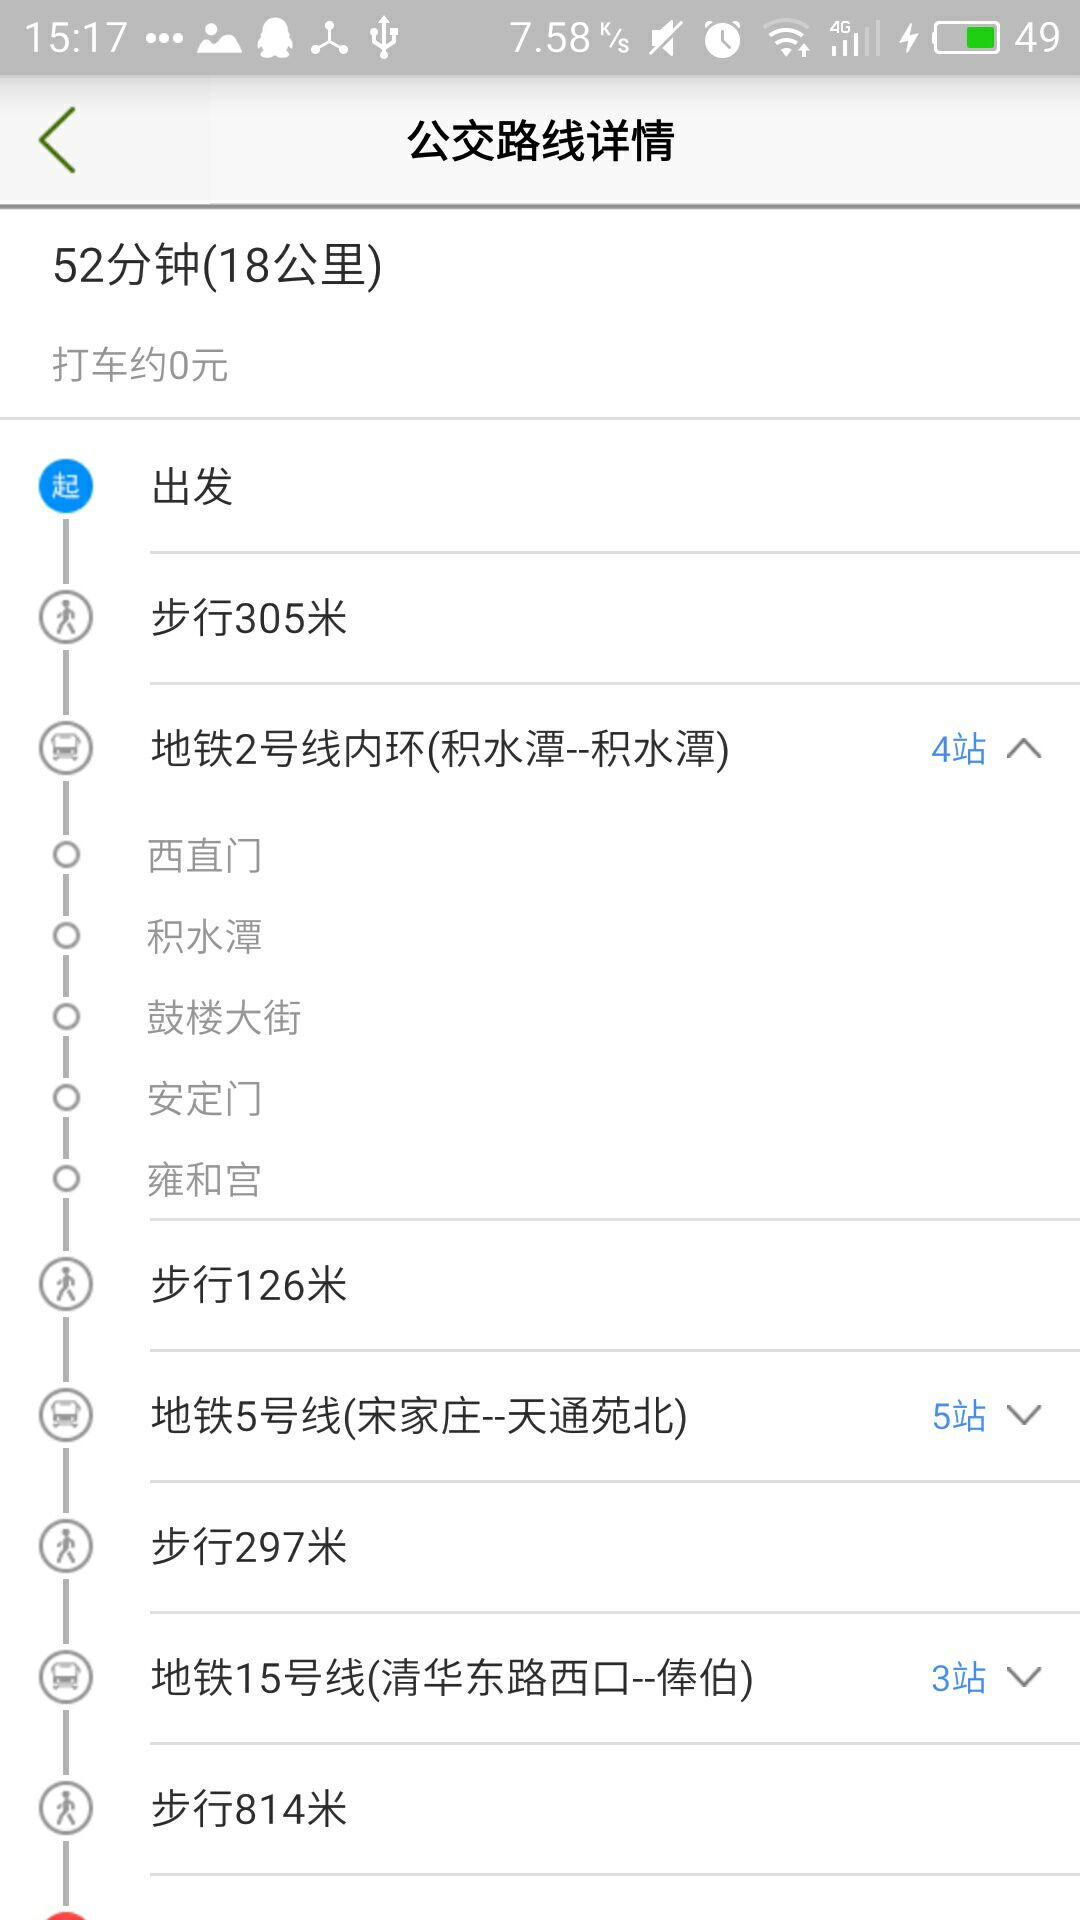 15:17 ••• 7.58 K/s 4G 49
公交路线详情
52分钟(18公里)
打车约0元
起 出发
步行305米
地铁2号线内环(积水潭--积水潭) 4站
西直门
积水潭
鼓楼大街
安定门
雍和宫
步行126米
地铁5号线(宋家庄--天通苑北) 5站
步行297米
地铁15号线(清华东路西口--俸伯) 3站
步行814米